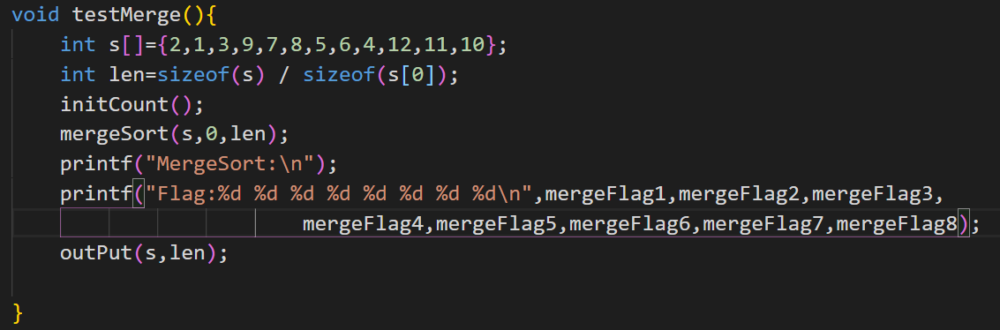 void testMerge(){
    int s[]={2,1,3,9,7,8,5,6,4,12,11,10};
    int len=sizeof(s) / sizeof(s[0]);
    initCount();
    mergeSort(s,0,len);
    printf("MergeSort:\n");
    printf("Flag:%d %d %d %d %d %d %d %d\n",mergeFlag1,mergeFlag2,mergeFlag3,
                    mergeFlag4,mergeFlag5,mergeFlag6,mergeFlag7,mergeFlag8);
    outPut(s,len);
}